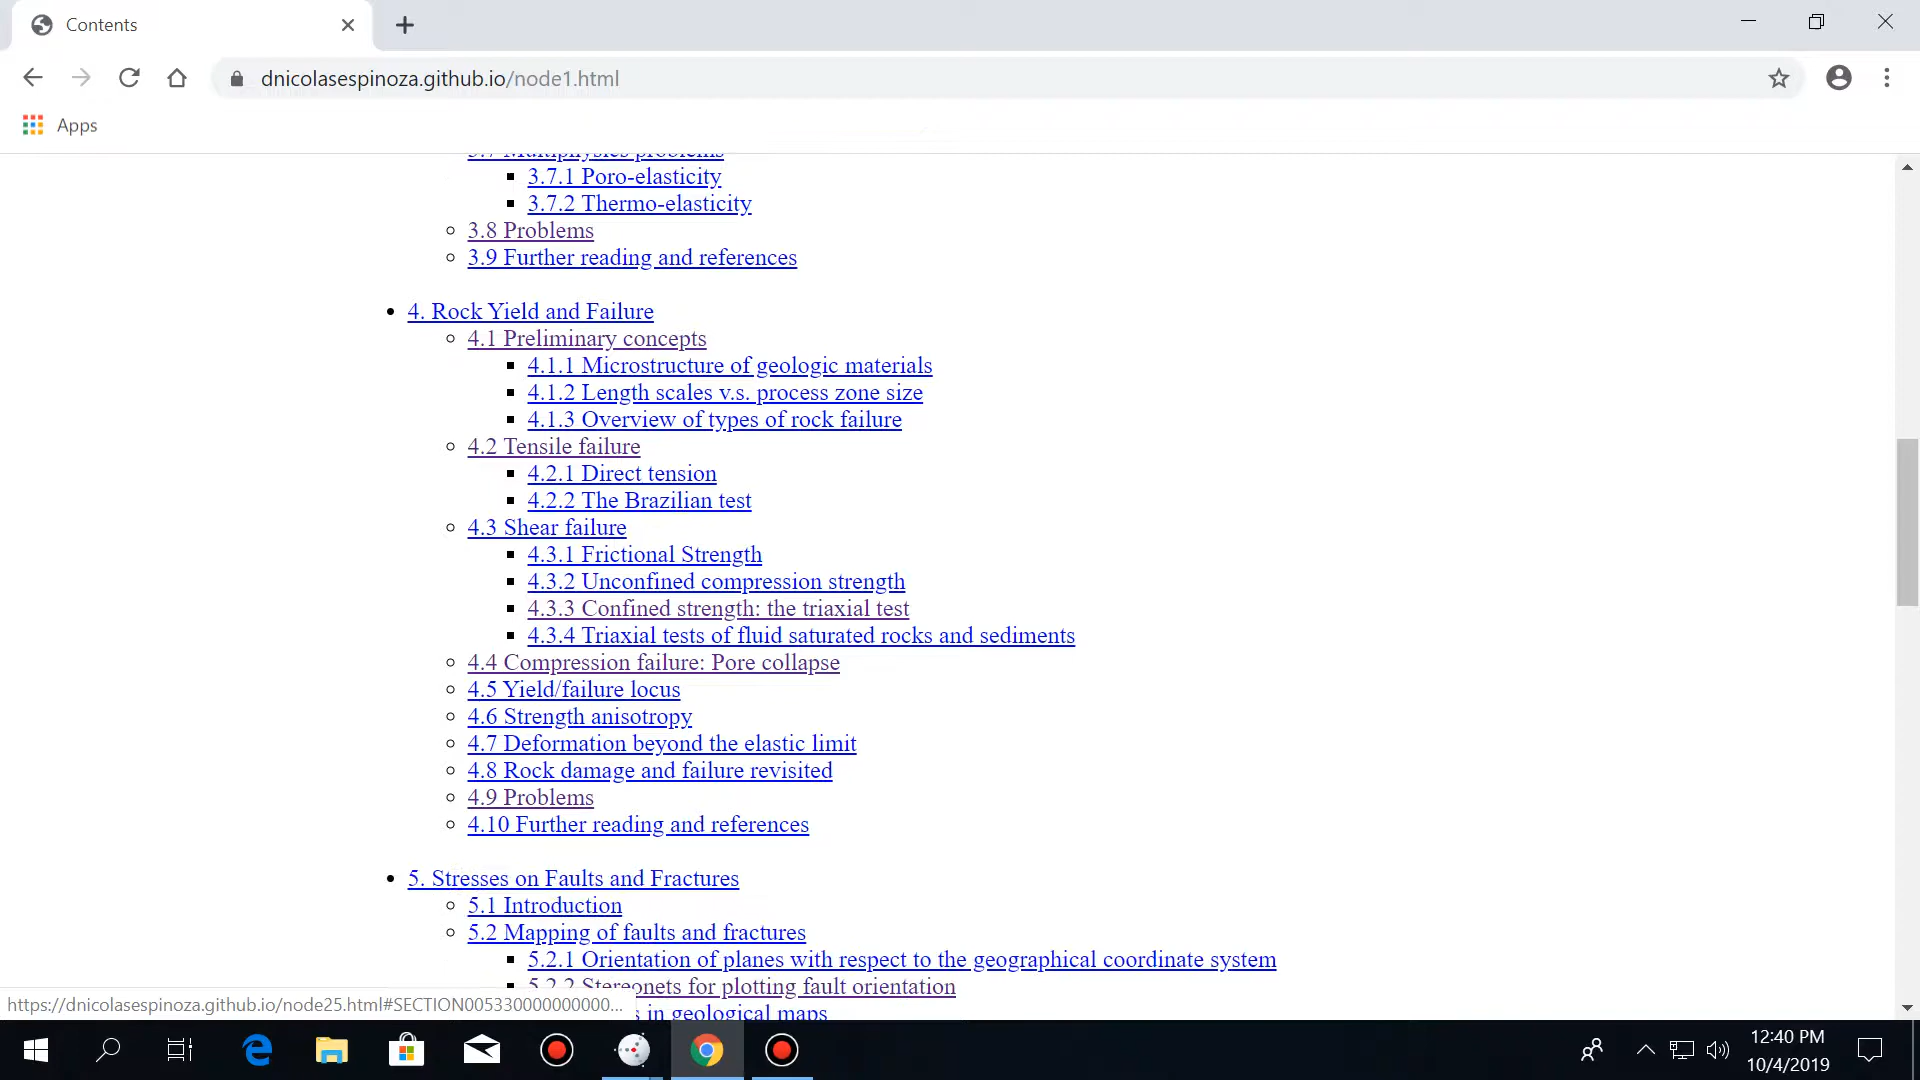 Contents
dnicolasespinoza.github.io/node1.html
Apps
3.7 Multiphysics problems
3.7.1 Poro-elasticity
3.7.2 Thermo-elasticity
3.8 Problems
3.9 Further reading and references
4. Rock Yield and Failure
4.1 Preliminary concepts
4.1.1 Microstructure of geologic materials
4.1.2 Length scales v.s. process zone size
4.1.3 Overview of types of rock failure
4.2 Tensile failure
4.2.1 Direct tension
4.2.2 The Brazilian test
4.3 Shear failure
4.3.1 Frictional Strength
4.3.2 Unconfined compression strength
4.3.3 Confined strength: the triaxial test
4.3.4 Triaxial tests of fluid saturated rocks and sediments
4.4 Compression failure: Pore collapse
4.5 Yield/failure locus
4.6 Strength anisotropy
4.7 Deformation beyond the elastic limit
4.8 Rock damage and failure revisited
4.9 Problems
4.10 Further reading and references
5. Stresses on Faults and Fractures
5.1 Introduction
5.2 Mapping of faults and fractures
5.2.1 Orientation of planes with respect to the geographical coordinate system
5.2.2 Stereonets for plotting fault orientation
https://dnicolasespinoza.github.io/node25.html#SECTION005330000000000...
in geological maps
12:40 PM
10/4/2019